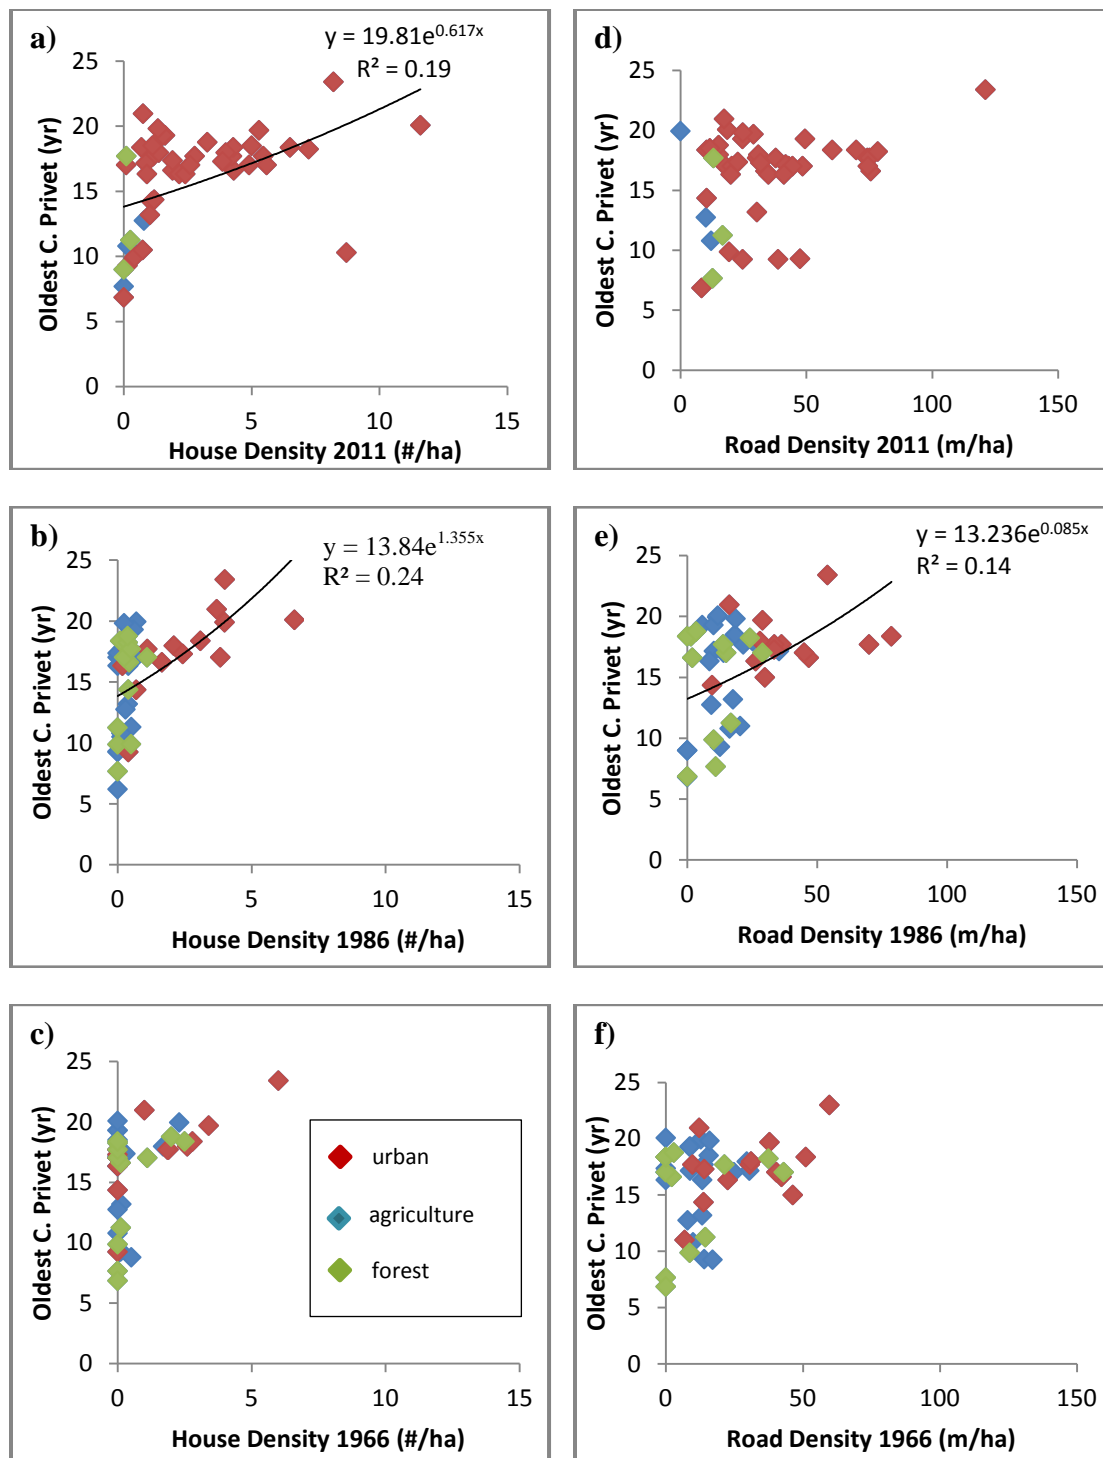 a)
y = 19.81e^0.617x
R² = 0.19
25
20
15
10
5
0
Oldest C. Privet (yr)
0 5 10 15
House Density 2011 (#/ha)
d)
25
20
15
10
5
0
Oldest C. Privet (yr)
0 50 100 150
Road Density 2011 (m/ha)
b)
y = 13.84e^1.355x
R² = 0.24
25
20
15
10
5
0
Oldest C. Privet (yr)
0 5 10 15
House Density 1986 (#/ha)
e)
y = 13.236e^0.085x
R² = 0.14
25
20
15
10
5
0
Oldest C. Privet (yr)
0 50 100 150
Road Density 1986 (m/ha)
c)
25
20
15
10
5
0
Oldest C. Privet (yr)
urban
agriculture
forest
0 5 10 15
House Density 1966 (#/ha)
f)
25
20
15
10
5
0
Oldest C. Privet (yr)
0 50 100 150
Road Density 1966 (m/ha)